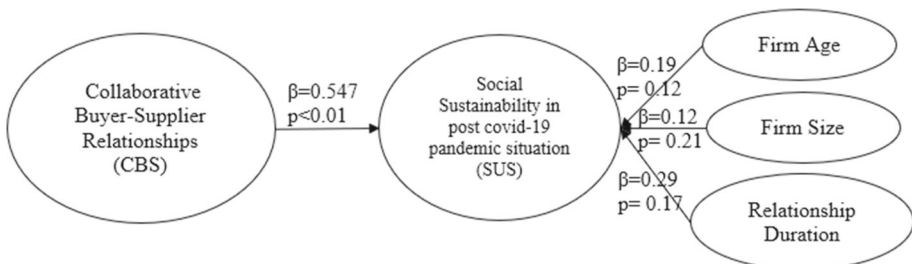 Collaborative
Buyer-Supplier
Relationships
(CBS)
β=0.547
p<0.01
Social
Sustainability in
post covid-19
pandemic situation
(SUS)
β=0.19
p= 0.12
β=0.12
p= 0.21
β=0.29
p= 0.17
Firm Age
Firm Size
Relationship
Duration